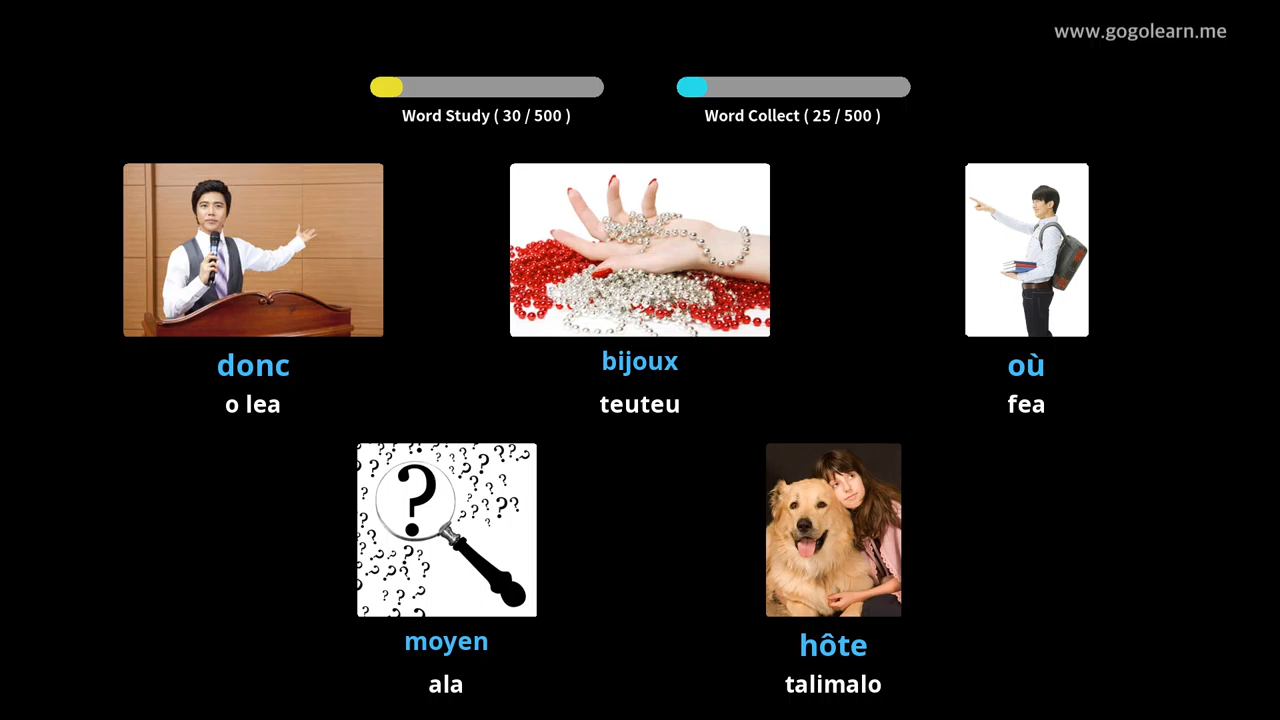 www.gogolearn.me
Word Study ( 30 / 500 )
Word Collect ( 25 / 500 )
donc
o lea
bijoux
teuteu
où
fea
moyen
ala
hôte
talimalo